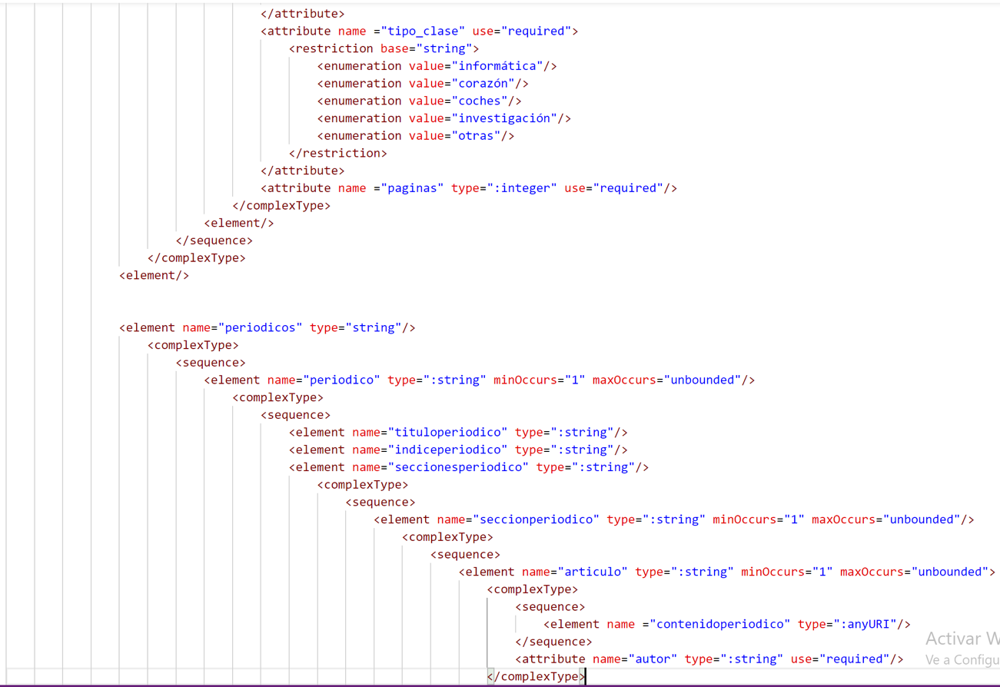 </attribute>
<attribute name ="tipo_clase" use="required">
<restriction base="string">
<enumeration value="informática"/>
<enumeration value="corazón"/>
<enumeration value="coches"/>
<enumeration value="investigación"/>
<enumeration value="otras"/>
</restriction>
</attribute>
<attribute name ="paginas" type=":integer" use="required"/>
</complexType>
<element/>
</sequence>
</complexType>
<element/>
<element name="periodicos" type="string"/>
<complexType>
<sequence>
<element name="periodico" type=":string" minOccurs="1" maxOccurs="unbounded"/>
<complexType>
<sequence>
<element name="tituloperiodico" type=":string"/>
<element name="indiceperiodico" type=":string"/>
<element name="seccionesperiodico" type=":string"/>
<complexType>
<sequence>
<element name="seccionperiodico" type=":string" minOccurs="1" maxOccurs="unbounded"/>
<complexType>
<sequence>
<element name="articulo" type=":string" minOccurs="1" maxOccurs="unbounded">
<complexType>
<sequence>
<element name ="contenidoperiodico" type=":anyURI"/>
</sequence>
<attribute name="autor" type=":string" use="required"/>
</complexType>
Activar W
Ve a Configu